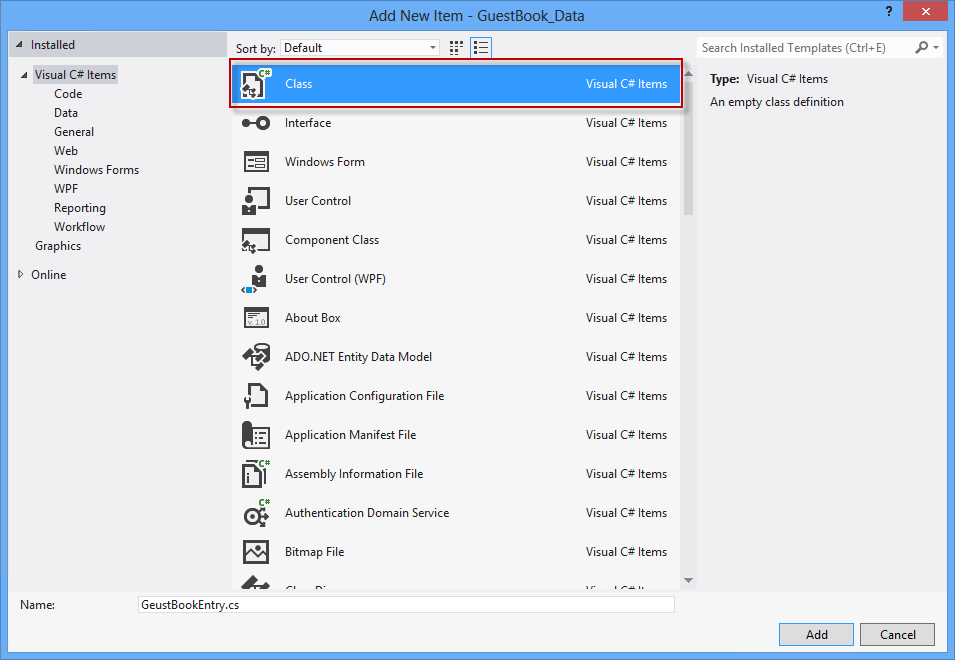 Add New Item - GuestBook_Data
?
Installed
Sort by: Default
Search Installed Templates (Ctrl+E)
Visual C# Items
Code
Data
General
Web
Windows Forms
WPF
Reporting
Workflow
Graphics
Online
C#
Class Visual C# Items
Interface Visual C# Items
Windows Form Visual C# Items
User Control Visual C# Items
Component Class Visual C# Items
User Control (WPF) Visual C# Items
v. 1.0
About Box Visual C# Items
ADO.NET Entity Data Model Visual C# Items
Application Configuration File Visual C# Items
Application Manifest File Visual C# Items
C#
Assembly Information File Visual C# Items
C#
Authentication Domain Service Visual C# Items
Bitmap File Visual C# Items
Type: Visual C# Items
An empty class definition
Name: GeustBookEntry.cs
Add
Cancel